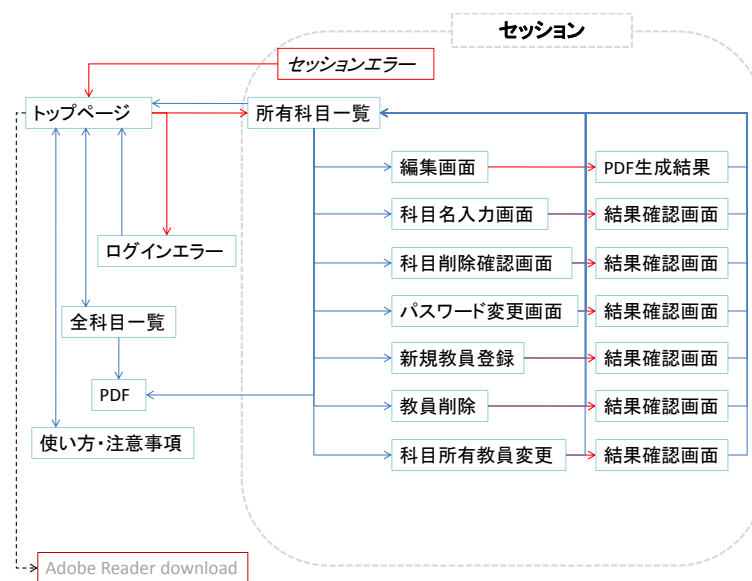 セッション
セッションエラー
トップページ
所有科目一覧
編集画面
PDF生成結果
科目名入力画面
結果確認画面
ログインエラー
科目削除確認画面
結果確認画面
全科目一覧
パスワード変更画面
結果確認画面
新規教員登録
結果確認画面
PDF
教員削除
結果確認画面
使い方・注意事項
科目所有教員変更
結果確認画面
Adobe Reader download